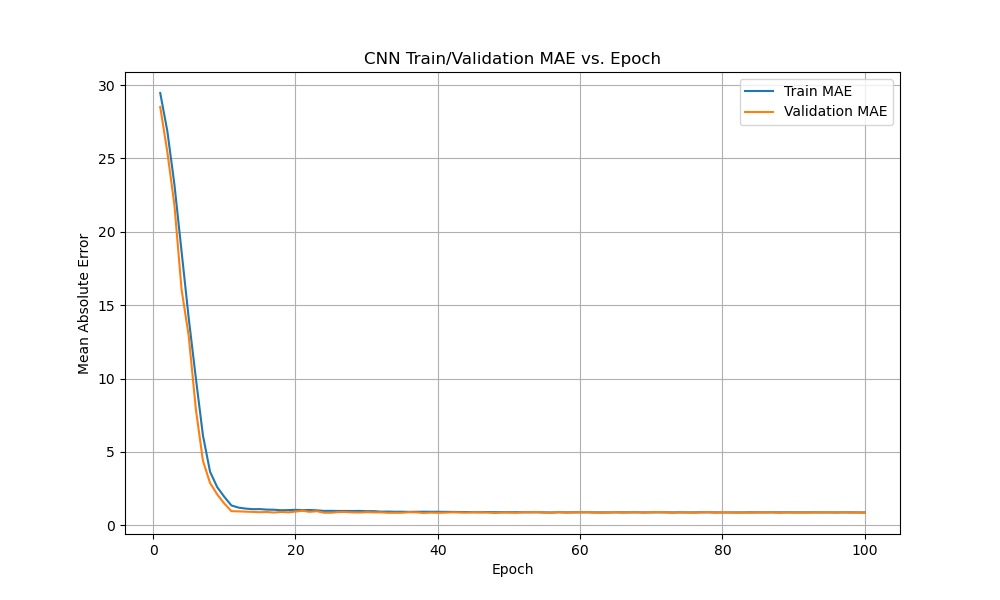 CNN Train/Validation MAE vs. Epoch
Train MAE
Validation MAE
Mean Absolute Error
30
25
20
15
10
5
0
0 20 40 60 80 100
Epoch